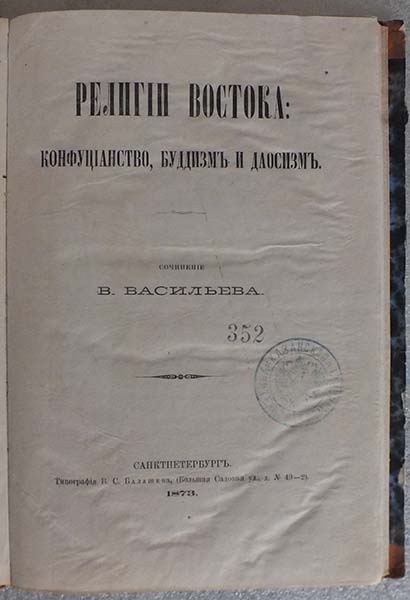 РЕЛИГІИ ВОСТОКА:
КОНФУЦІАНСТВО, БУДДИЗМЪ И ДАОСИЗМЪ.
СОЧИНЕНІЕ
В. ВАСИЛЬЕВА.
352
САНКТПЕТЕРБУРГЪ.
Типографія В. С. Балашева, (Большая Садовая ул., д. № 49—2).
1873.